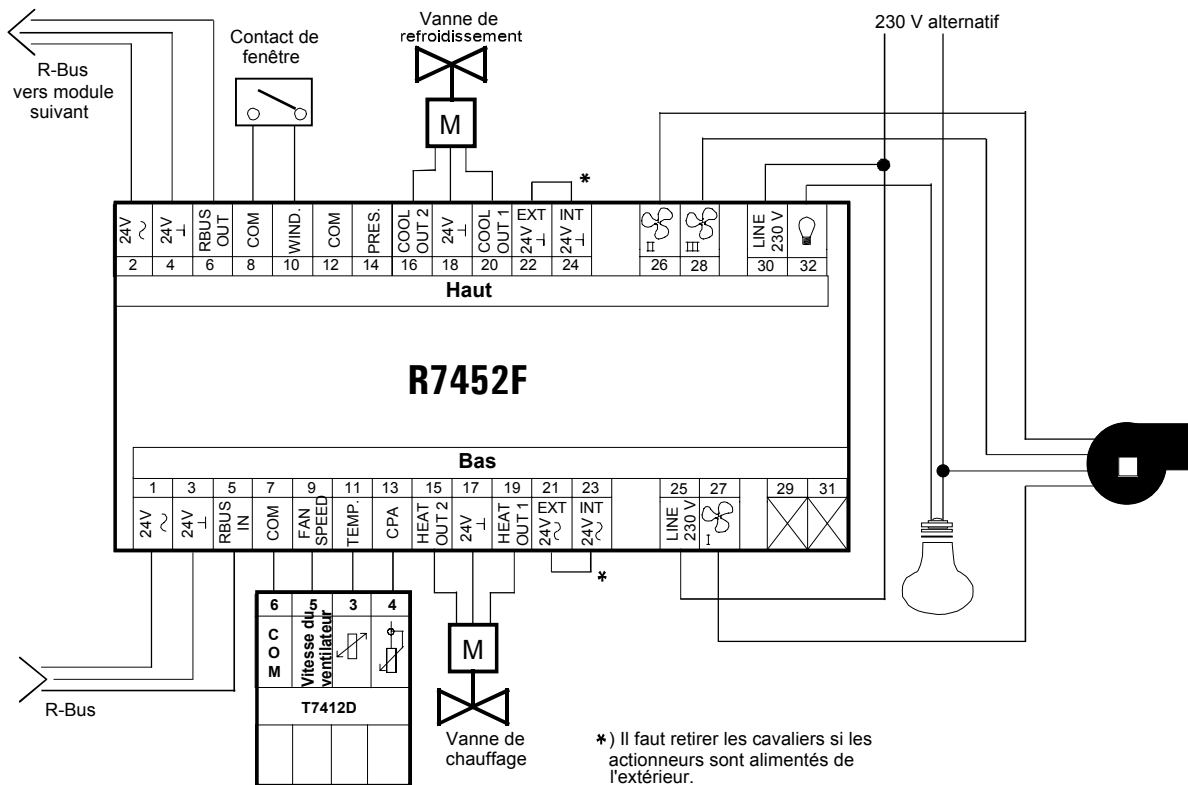 R-Bus
vers module
suivant
Contact de
fenêtre
Vanne de
refroidissement
M
230 V alternatif
*
24V
24V
RBUS
OUT
COM
WIND.
COM
PRES.
COOL
OUT 2
24V
COOL
OUT 1
EXT
24V
INT
24V
II
III
LINE
230 V
2 4 6 8 10 12 14 16 18 20 22 24 26 28 30 32
Haut
R7452F
Bas
1 3 5 7 9 11 13 15 17 19 21 23 25 27 29 31
24V
24V
RBUS
IN
COM
FAN
SPEED
TEMP.
CPA
HEAT
OUT 2
24V
HEAT
OUT 1
EXT
24V
INT
24V
LINE
230 V
I
*
6 5 3 4
COM
Vitesse du
ventilateur
T7412D
R-Bus
M
Vanne de
chauffage
*) Il faut retirer les cavaliers si les
actionneurs sont alimentés de
l'extérieur.